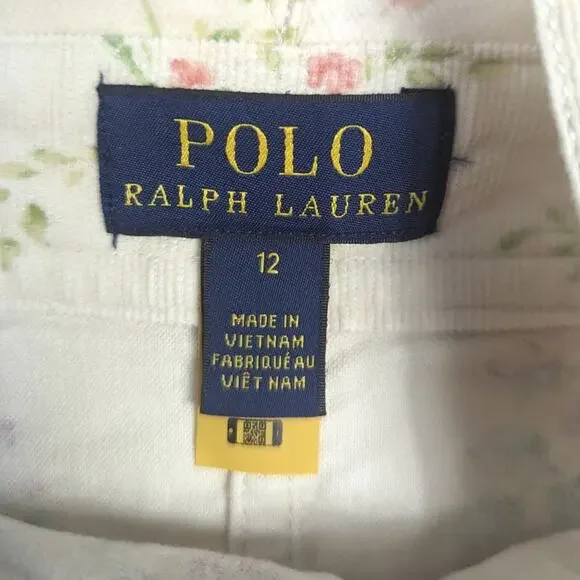 POLO
RALPH LAUREN
12
MADE IN
VIETNAM
FABRIQUÉ AU
VIÊT NAM